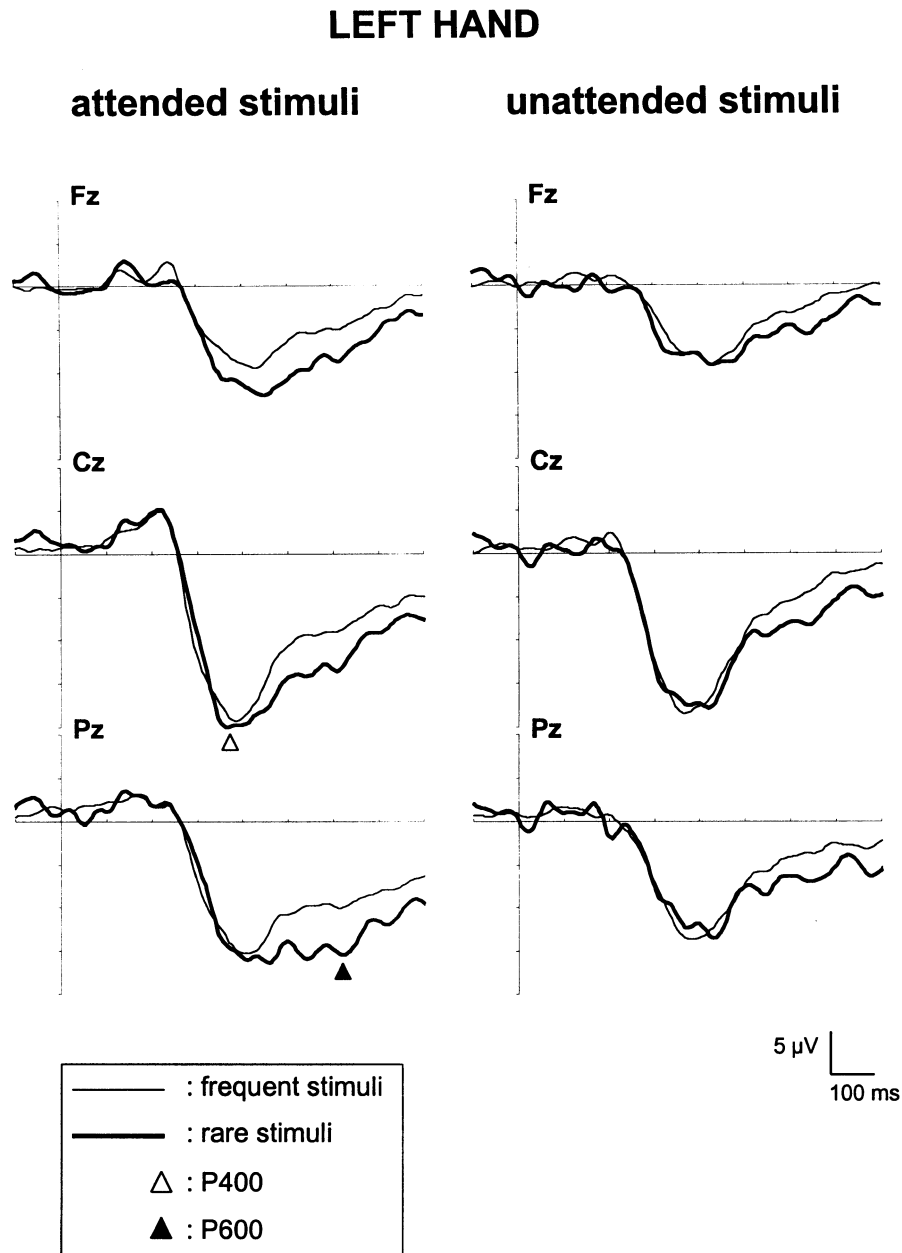 LEFT HAND
attended stimuli
unattended stimuli
Fz
Fz
Cz
Cz
Pz
Pz
5 µV
100 ms
: frequent stimuli
: rare stimuli
△ : P400
▲ : P600